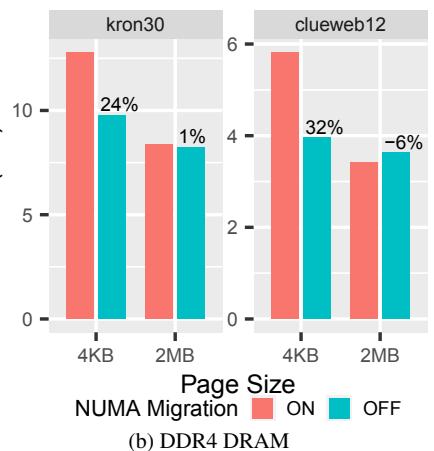 kron30 clueweb12
6
24% 32%
10
1% −6%
4
5
2
0 0
4KB 2MB 4KB 2MB
Page Size
NUMA Migration ON OFF
(b) DDR4 DRAM